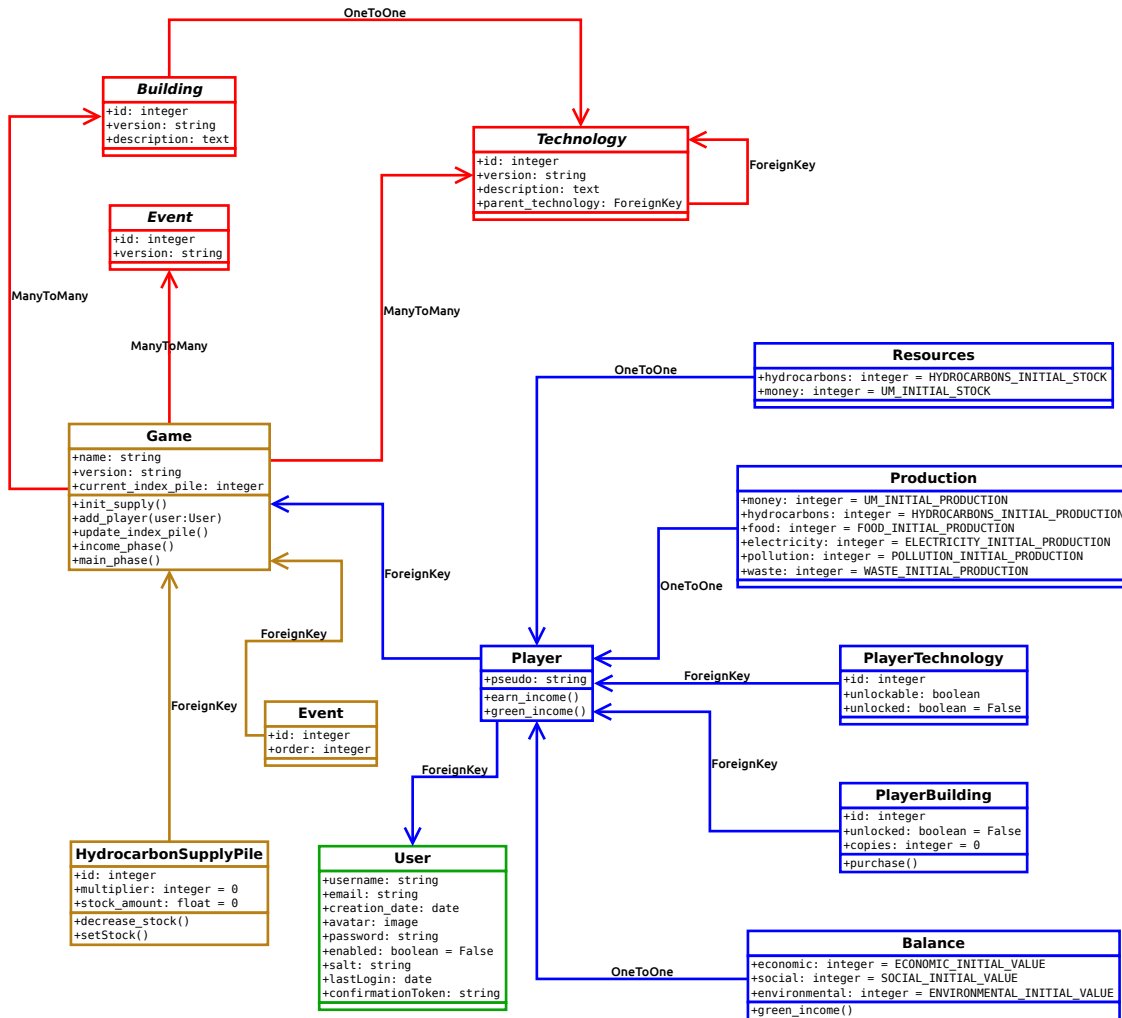 OneToOne
Building
+id: integer
+version: string
+description: text
Technology
+id: integer
+version: string
+description: text
+parent_technology: ForeignKey
ForeignKey
Event
+id: integer
+version: string
ManyToMany
ManyToMany
ManyToMany
Game
+name: string
+version: string
+current_index_pile: integer
+init_supply()
+add_player(user:User)
+update_index_pile()
+income_phase()
+main_phase()
Resources
+hydrocarbons: integer = HYDROCARBONS_INITIAL_STOCK
+money: integer = UM_INITIAL_STOCK
OneToOne
Production
+money: integer = UM_INITIAL_PRODUCTION
+hydrocarbons: integer = HYDROCARBONS_INITIAL_PRODUCTION
+food: integer = FOOD_INITIAL_PRODUCTION
+electricity: integer = ELECTRICITY_INITIAL_PRODUCTION
+pollution: integer = POLLUTION_INITIAL_PRODUCTION
+waste: integer = WASTE_INITIAL_PRODUCTION
OneToOne
ForeignKey
ForeignKey
ForeignKey
Player
+pseudo: string
+earn_income()
+green_income()
ForeignKey
PlayerTechnology
+id: integer
+unlockable: boolean
+unlocked: boolean = False
Event
+id: integer
+order: integer
ForeignKey
ForeignKey
PlayerBuilding
+id: integer
+unlocked: boolean = False
+copies: integer = 0
+purchase()
HydrocarbonSupplyPile
+id: integer
+multiplier: integer = 0
+stock_amount: float = 0
+decrease_stock()
+setStock()
User
+username: string
+email: string
+creation_date: date
+avatar: image
+password: string
+enabled: boolean = False
+salt: string
+lastLogin: date
+confirmationToken: string
OneToOne
Balance
+economic: integer = ECONOMIC_INITIAL_VALUE
+social: integer = SOCIAL_INITIAL_VALUE
+environmental: integer = ENVIRONMENTAL_INITIAL_VALUE
+green_income()